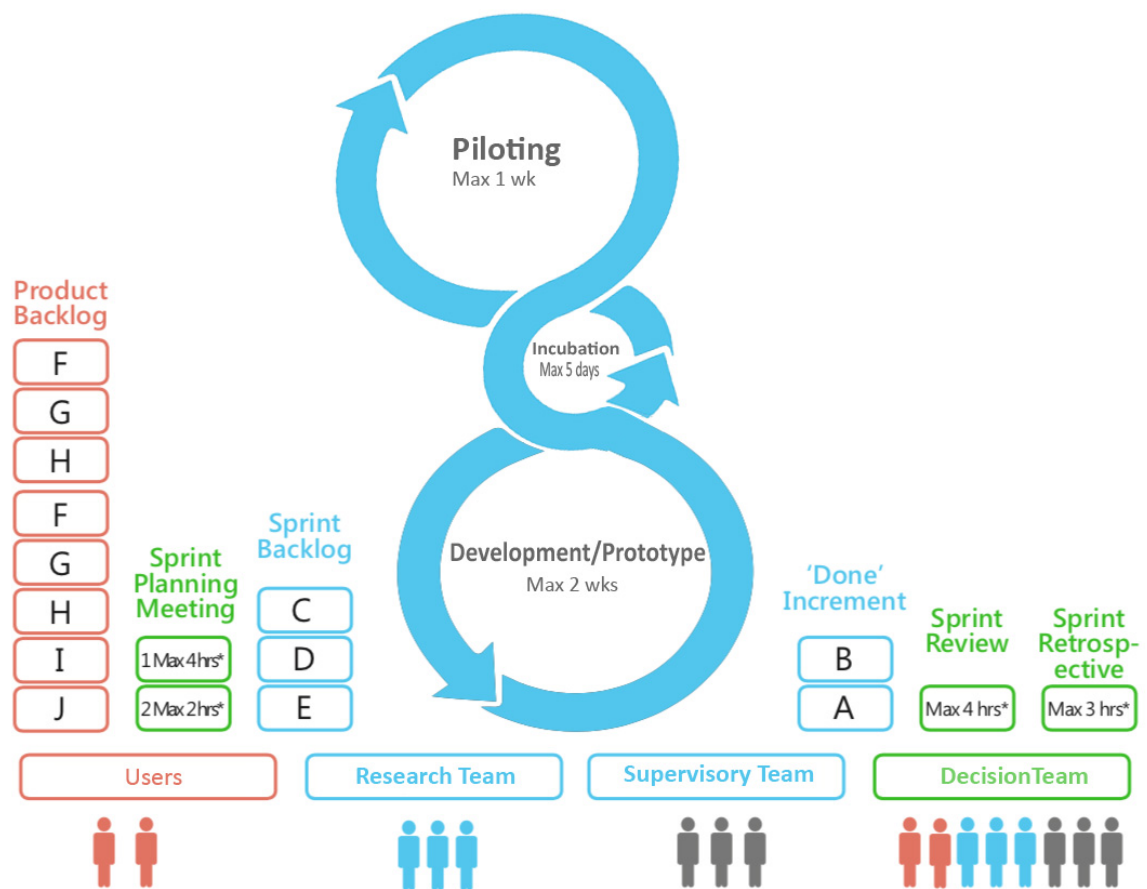 Piloting
Max 1 wk
Incubation
Max 5 days
Development/Prototype
Max 2 wks
Product
Backlog
F
G
H
F
G
H
I
J
Sprint
Planning
Meeting
1 Max 4 hrs*
2 Max 2hrs*
Sprint
Backlog
C
D
E
‘Done’
Increment
B
A
Sprint
Review
Max 4 hrs*
Sprint
Retrosp-
ective
Max 3 hrs*
Users
Research Team
Supervisory Team
DecisionTeam